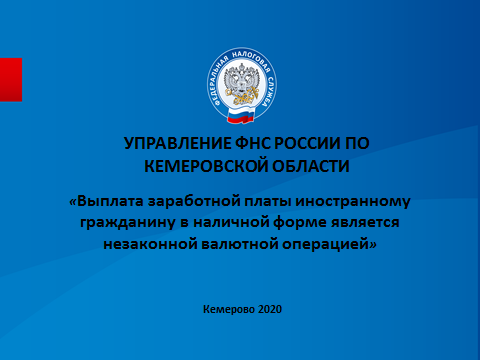 ФЕДЕРАЛЬНАЯ НАЛОГОВАЯ СЛУЖБА
УПРАВЛЕНИЕ ФНС РОССИИ ПО
КЕМЕРОВСКОЙ ОБЛАСТИ
«Выплата заработной платы иностранному
гражданину в наличной форме является
незаконной валютной операцией»
Кемерово 2020